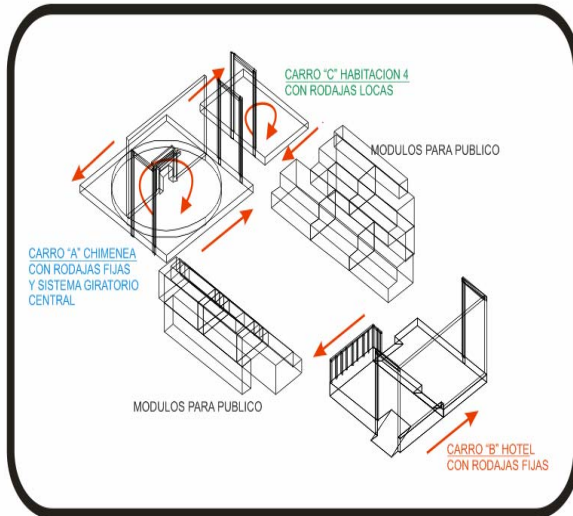 CARRO "C" HABITACION 4
CON RODAJAS LOCAS
MODULOS PARA PUBLICO
CARRO "A" CHIMENEA
CON RODAJAS FIJAS
Y SISTEMA GIRATORIO
CENTRAL
MODULOS PARA PUBLICO
CARRO "B" HOTEL
CON RODAJAS FIJAS